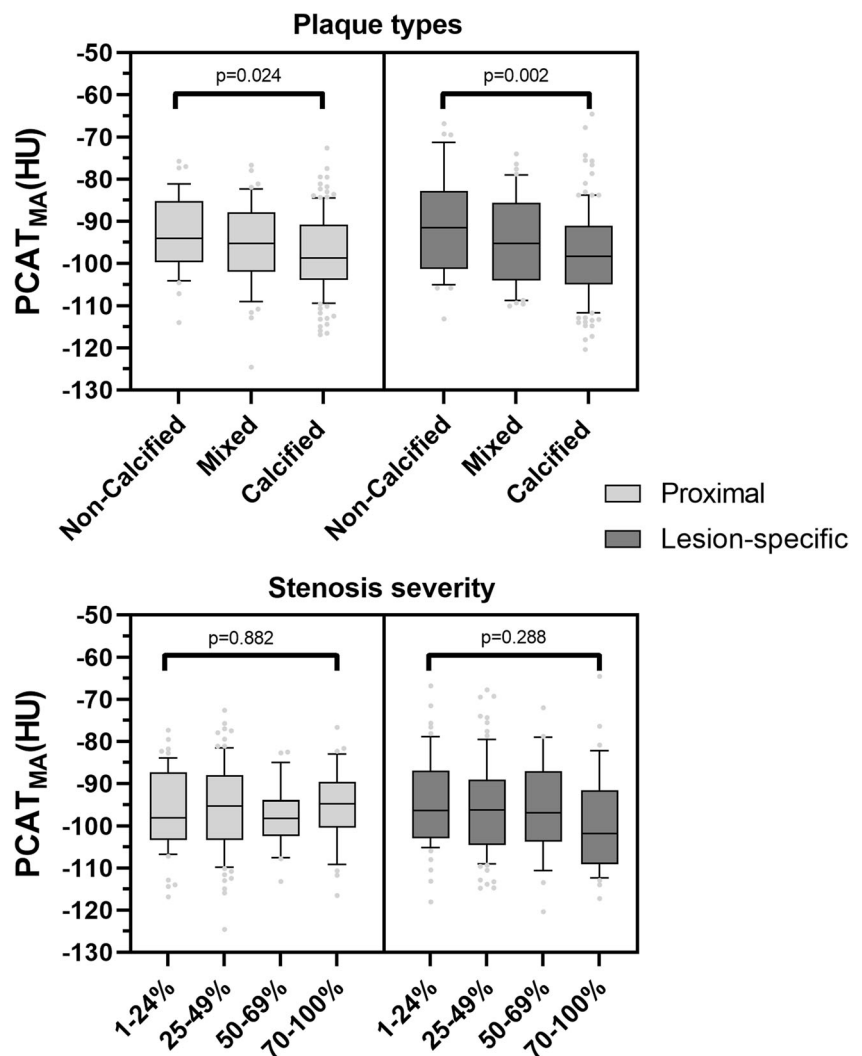 Plaque types
PCATMA(HU)
-50
-60
-70
-80
-90
-100
-110
-120
-130
p=0.024
p=0.002
Non-Calcified
Mixed
Calcified
Non-Calcified
Mixed
Calcified
Proximal
Lesion-specific
Stenosis severity
PCATMA(HU)
-50
-60
-70
-80
-90
-100
-110
-120
-130
p=0.882
p=0.288
1-24%
25-49%
50-69%
70-100%
1-24%
25-49%
50-69%
70-100%